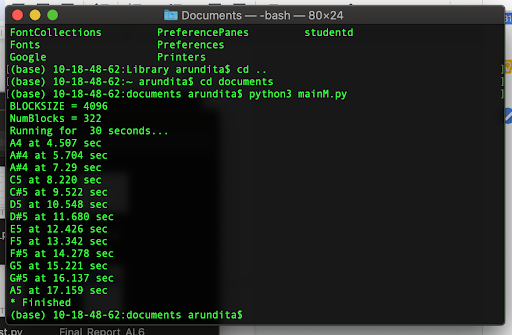 Documents — -bash — 80×24
FontCollections PreferencePanes studentd
Fonts Preferences
Google Printers
[(base) 10-18-48-62:Library arundita$ cd .. ]
[(base) 10-18-48-62:~ arundita$ cd documents ]
[(base) 10-18-48-62:documents arundita$ python3 mainM.py ]
BLOCKSIZE = 4096
NumBlocks = 322
Running for  30 seconds...
A4 at 4.507 sec
A#4 at 5.704 sec
A#4 at 7.29 sec
C5 at 8.220 sec
C#5 at 9.522 sec
D5 at 10.548 sec
D#5 at 11.680 sec
E5 at 12.426 sec
F5 at 13.342 sec
F#5 at 14.278 sec
G5 at 15.221 sec
G#5 at 16.137 sec
A5 at 17.159 sec
* Finished
(base) 10-18-48-62:documents arundita$
st.py Final Report AL6